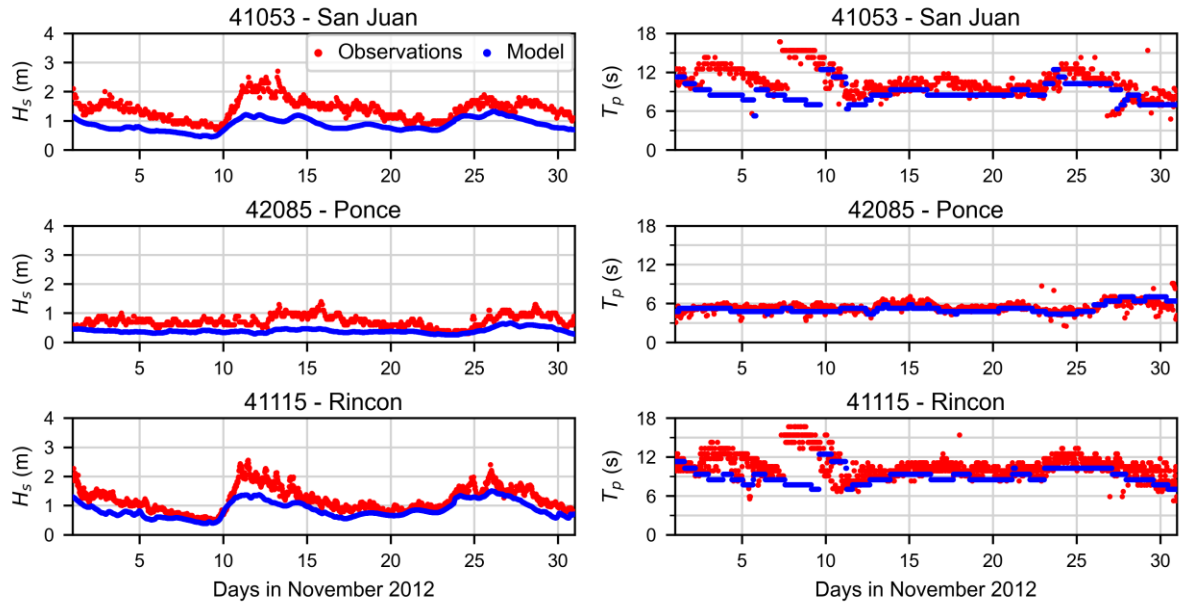 41053 - San Juan
4
3
2
1
0
Hs (m)
Observations
Model
5 10 15 20 25 30
41053 - San Juan
18
12
6
0
Tp (s)
5 10 15 20 25 30
42085 - Ponce
4
3
2
1
0
Hs (m)
5 10 15 20 25 30
42085 - Ponce
18
12
6
0
Tp (s)
5 10 15 20 25 30
41115 - Rincon
4
3
2
1
0
Hs (m)
5 10 15 20 25 30
Days in November 2012
41115 - Rincon
18
12
6
0
Tp (s)
5 10 15 20 25 30
Days in November 2012